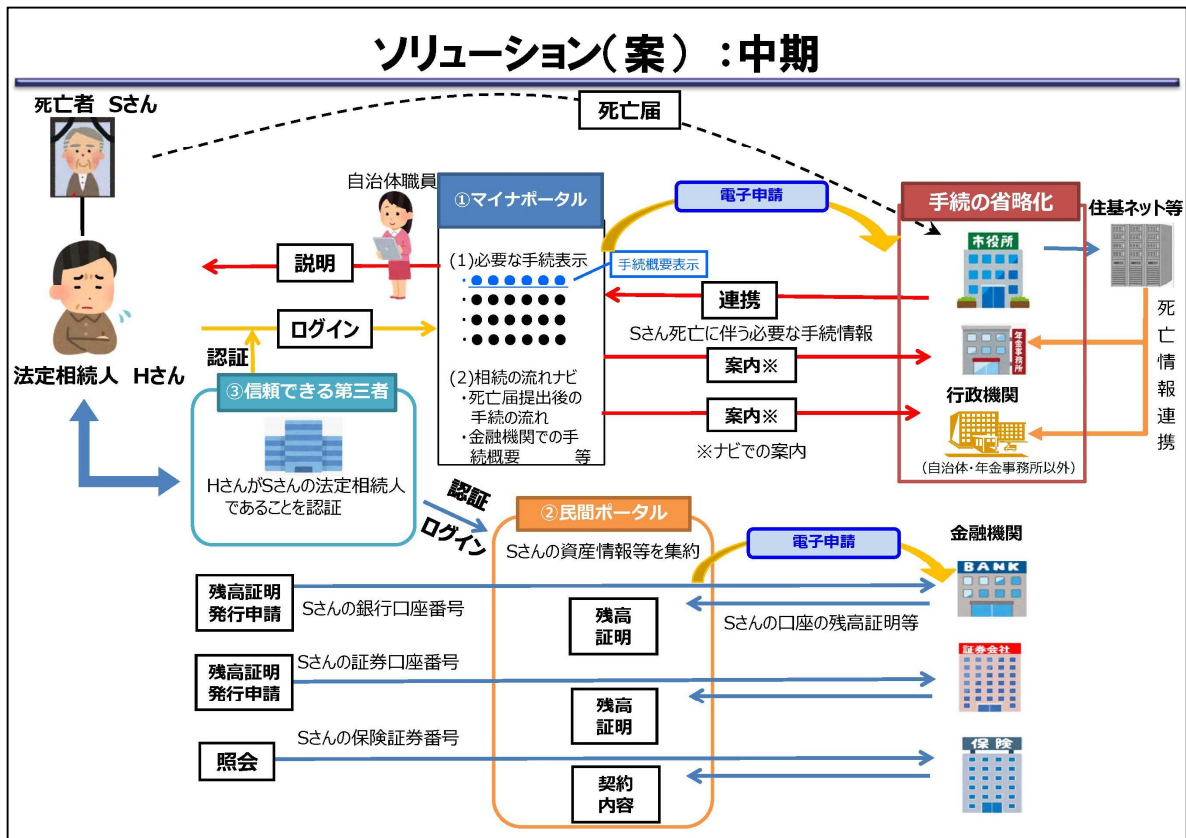 ソリューション(案) :中期
死亡者 Sさん
死亡届
自治体職員
①マイナポータル
電子申請
手続の省略化
住基ネット等
市役所
(1)必要な手続表示
手続概要表示
説明
連携
Sさん死亡に伴う必要な手続情報
ログイン
認証
年金事務所
死亡情報連携
案内※
法定相続人 Hさん
(2)相続の流れナビ
・死亡届提出後の
手続の流れ
・金融機関での手
続概要 等
行政機関
③信頼できる第三者
案内※
※ナビでの案内
(自治体・年金事務所以外)
HさんがSさんの法定相続人
であることを認証
認証
ログイン
②民間ポータル
Sさんの資産情報等を集約
電子申請
金融機関
BANK
残高証明
発行申請
Sさんの銀行口座番号
残高
証明
Sさんの口座の残高証明等
残高証明
発行申請
Sさんの証券口座番号
証券会社
残高
証明
照会
Sさんの保険証券番号
保険
契約
内容